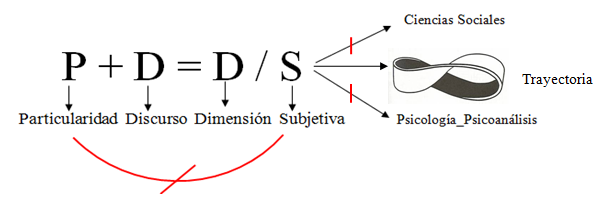 Ciencias Sociales
P + D = D / S
Trayectoria
Particularidad Discurso Dimensión Subjetiva
Psicología_Psicoanálisis